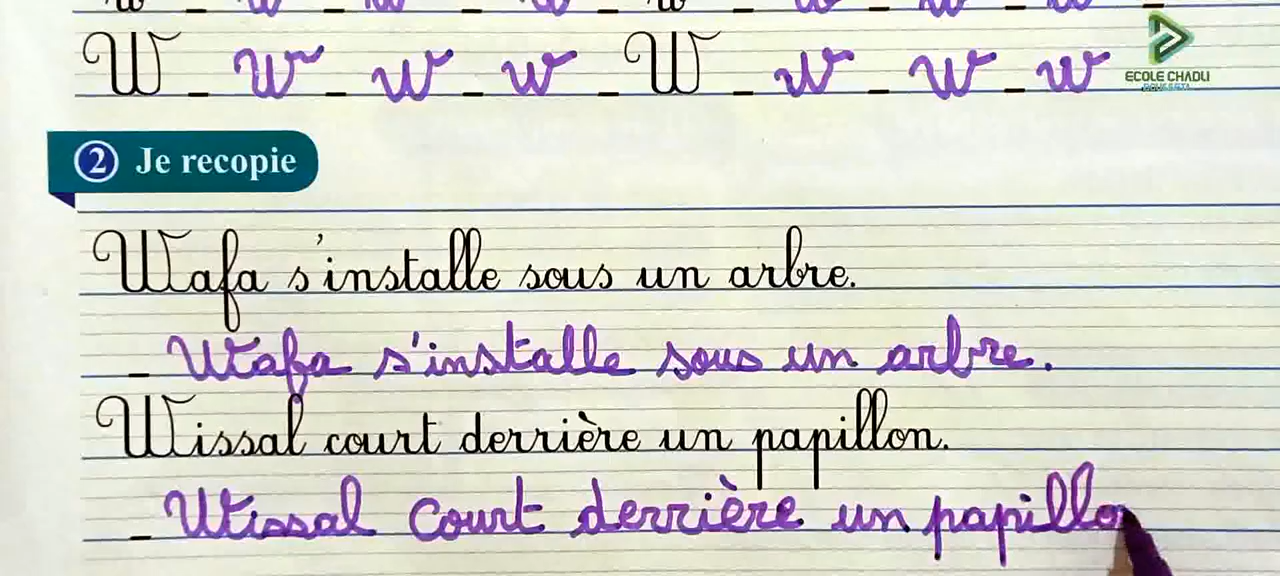 W _ w _ w _ w _ W _ w _ w _ w
ECOLE CHADLI
2 Je recopie
Wafa s'installe sous un arbre.
_ Wafa s'installe sous un arbre.
Wissal court derrière un papillon.
_ Wissal court derrière un papillo